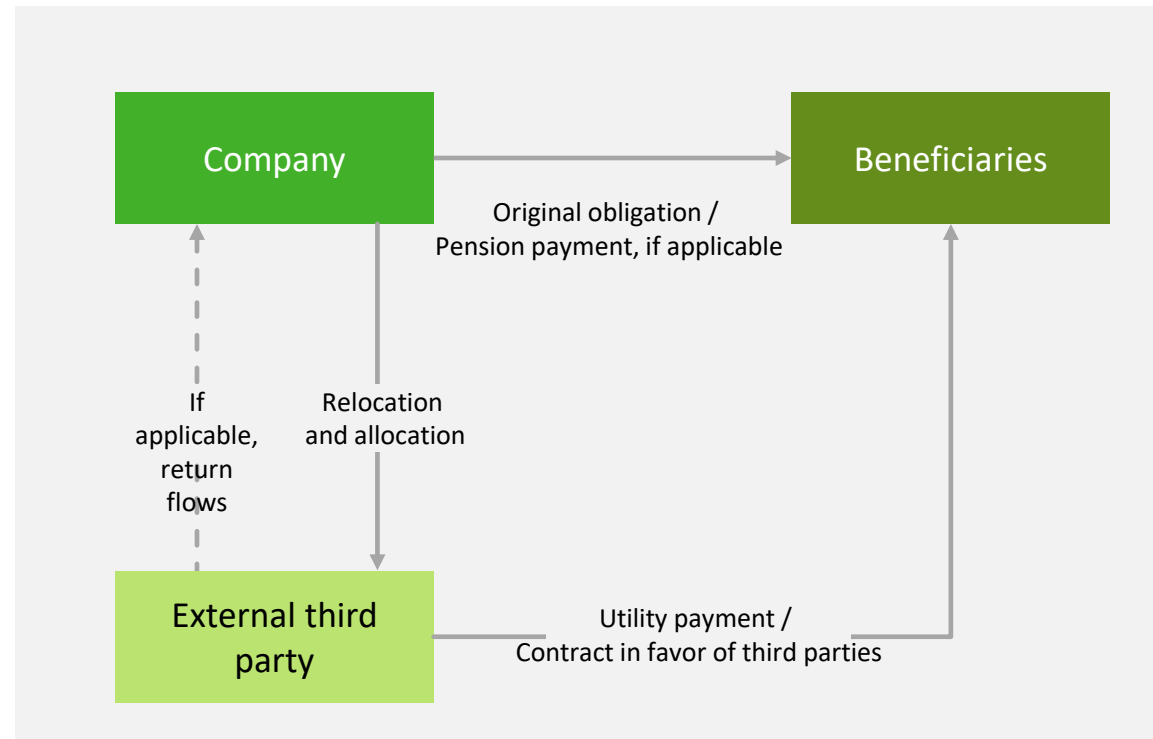 Company
Beneficiaries
Original obligation /
Pension payment, if applicable
If
applicable,
return
flows
Relocation
and allocation
External third
party
Utility payment /
Contract in favor of third parties